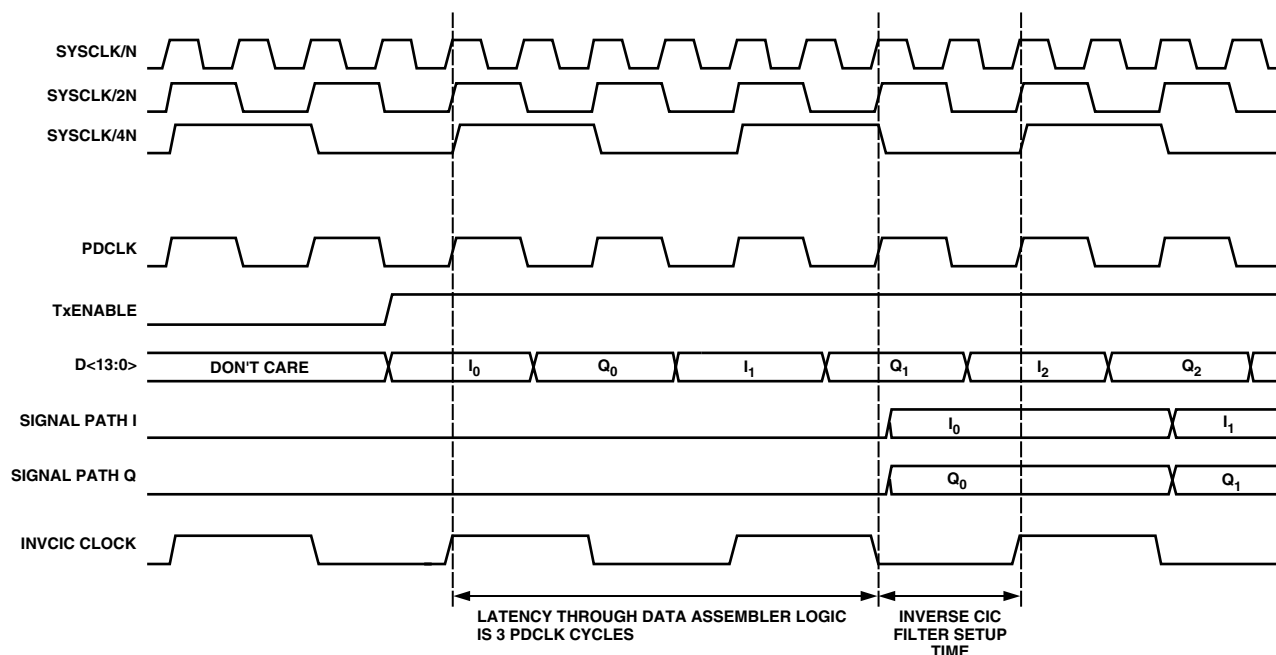 SYSCLK/N
SYSCLK/2N
SYSCLK/4N
PDCLK
TxENABLE
D<13:0>
DON'T CARE
I0
Q0
I1
Q1
I2
Q2
SIGNAL PATH I
I0
I1
SIGNAL PATH Q
Q0
Q1
INVCIC CLOCK
LATENCY THROUGH DATA ASSEMBLER LOGIC
IS 3 PDCLK CYCLES
INVERSE CIC
FILTER SETUP
TIME